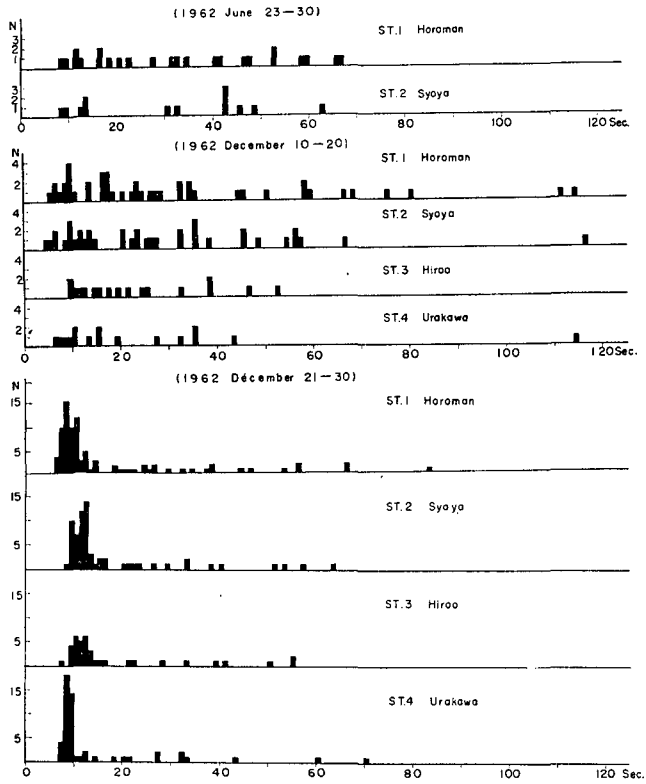 (1962 June 23—30)
N
3
2
1
ST.1 Horoman
3
2
1
ST.2 Syoya
0 20 40 60 80 100 120 Sec.
(1962 December 10—20)
N
4
2
ST.1 Horoman
4
2
ST.2 Syoya
4
2
ST.3 Hiroo
4
2
ST.4 Urakawa
0 20 40 60 80 100 120 Sec.
(1962 December 21—30)
N
15
5
ST.1 Horoman
15
5
ST.2 Syoya
15
5
ST.3 Hiroo
15
5
ST.4 Urakawa
0 20 40 60 80 100 120 Sec.